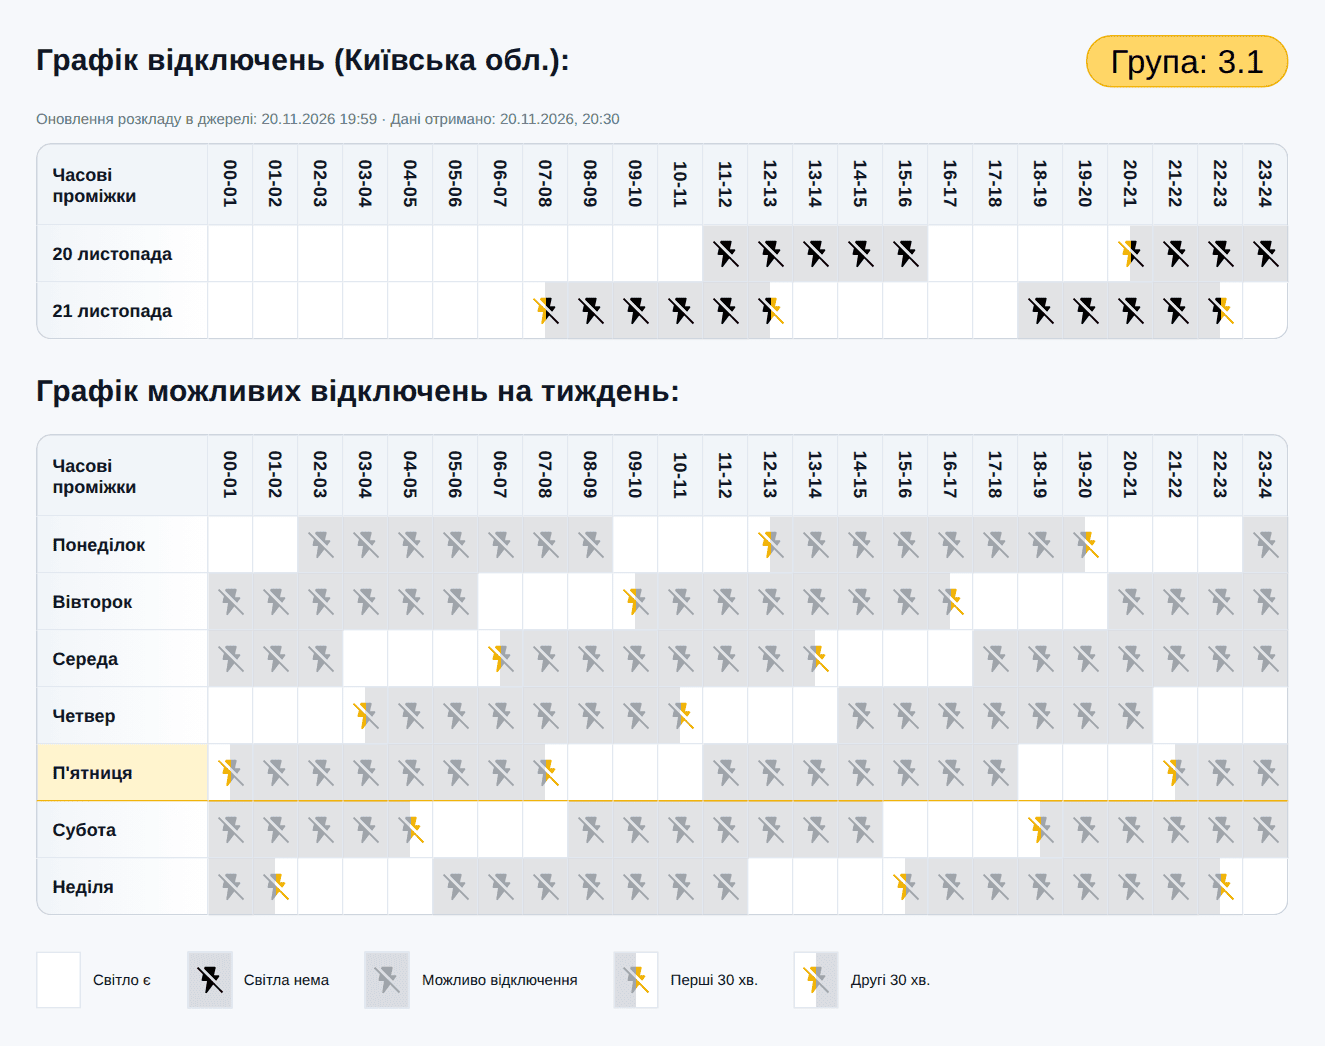 Графік відключень (Київська обл.):
Група: 3.1
Оновлення розкладу в джерелі: 20.11.2026 19:59 · Дані отримано: 20.11.2026, 20:30
Часові
проміжки
00-01 01-02 02-03 03-04 04-05 05-06 06-07 07-08 08-09 09-10 10-11 11-12 12-13 13-14 14-15 15-16 16-17 17-18 18-19 19-20 20-21 21-22 22-23 23-24
20 листопада
21 листопада
Графік можливих відключень на тиждень:
Часові
проміжки
00-01 01-02 02-03 03-04 04-05 05-06 06-07 07-08 08-09 09-10 10-11 11-12 12-13 13-14 14-15 15-16 16-17 17-18 18-19 19-20 20-21 21-22 22-23 23-24
Понеділок
Вівторок
Середа
Четвер
П'ятниця
Субота
Неділя
Світло є
Світла нема
Можливо відключення
Перші 30 хв.
Другі 30 хв.